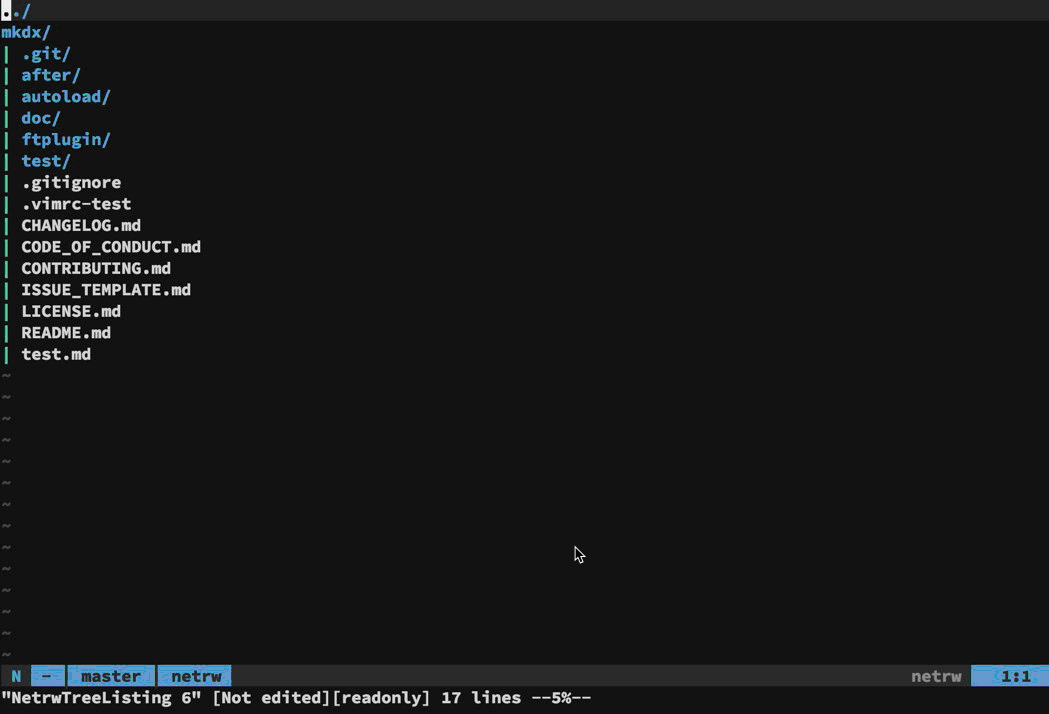 ../
mkdx/
| .git/
| after/
| autoload/
| doc/
| ftplugin/
| test/
| .gitignore
| .vimrc-test
| CHANGELOG.md
| CODE_OF_CONDUCT.md
| CONTRIBUTING.md
| ISSUE_TEMPLATE.md
| LICENSE.md
| README.md
| test.md
~
~
~
~
~
~
~
~
~
~
~
~
~
~
N - master netrw netrw 1:1
"NetrwTreeListing 6" [Not edited][readonly] 17 lines --5%--